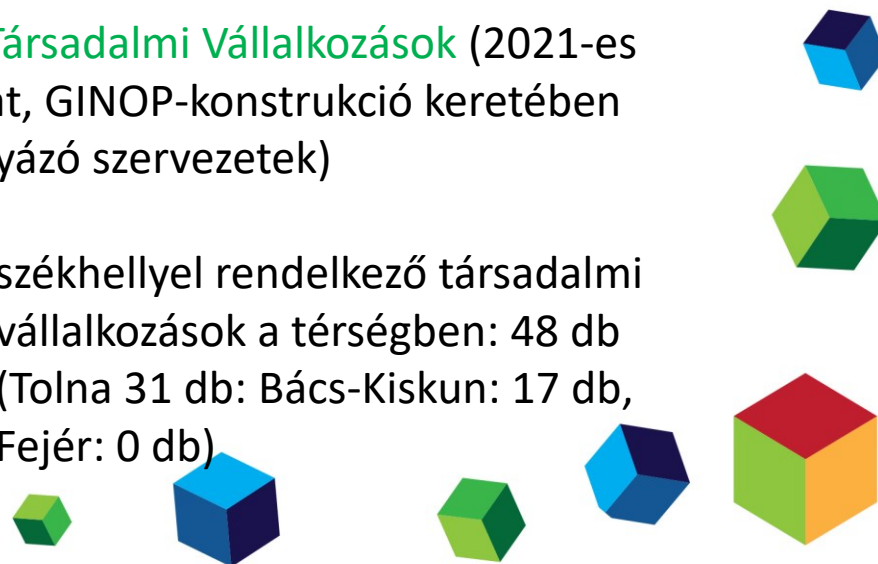 Társadalmi Vállalkozások (2021-es
t, GINOP-konstrukció keretében
yázó szervezetek)
székhellyel rendelkező társadalmi
vállalkozások a térségben: 48 db
(Tolna 31 db: Bács-Kiskun: 17 db,
Fejér: 0 db)